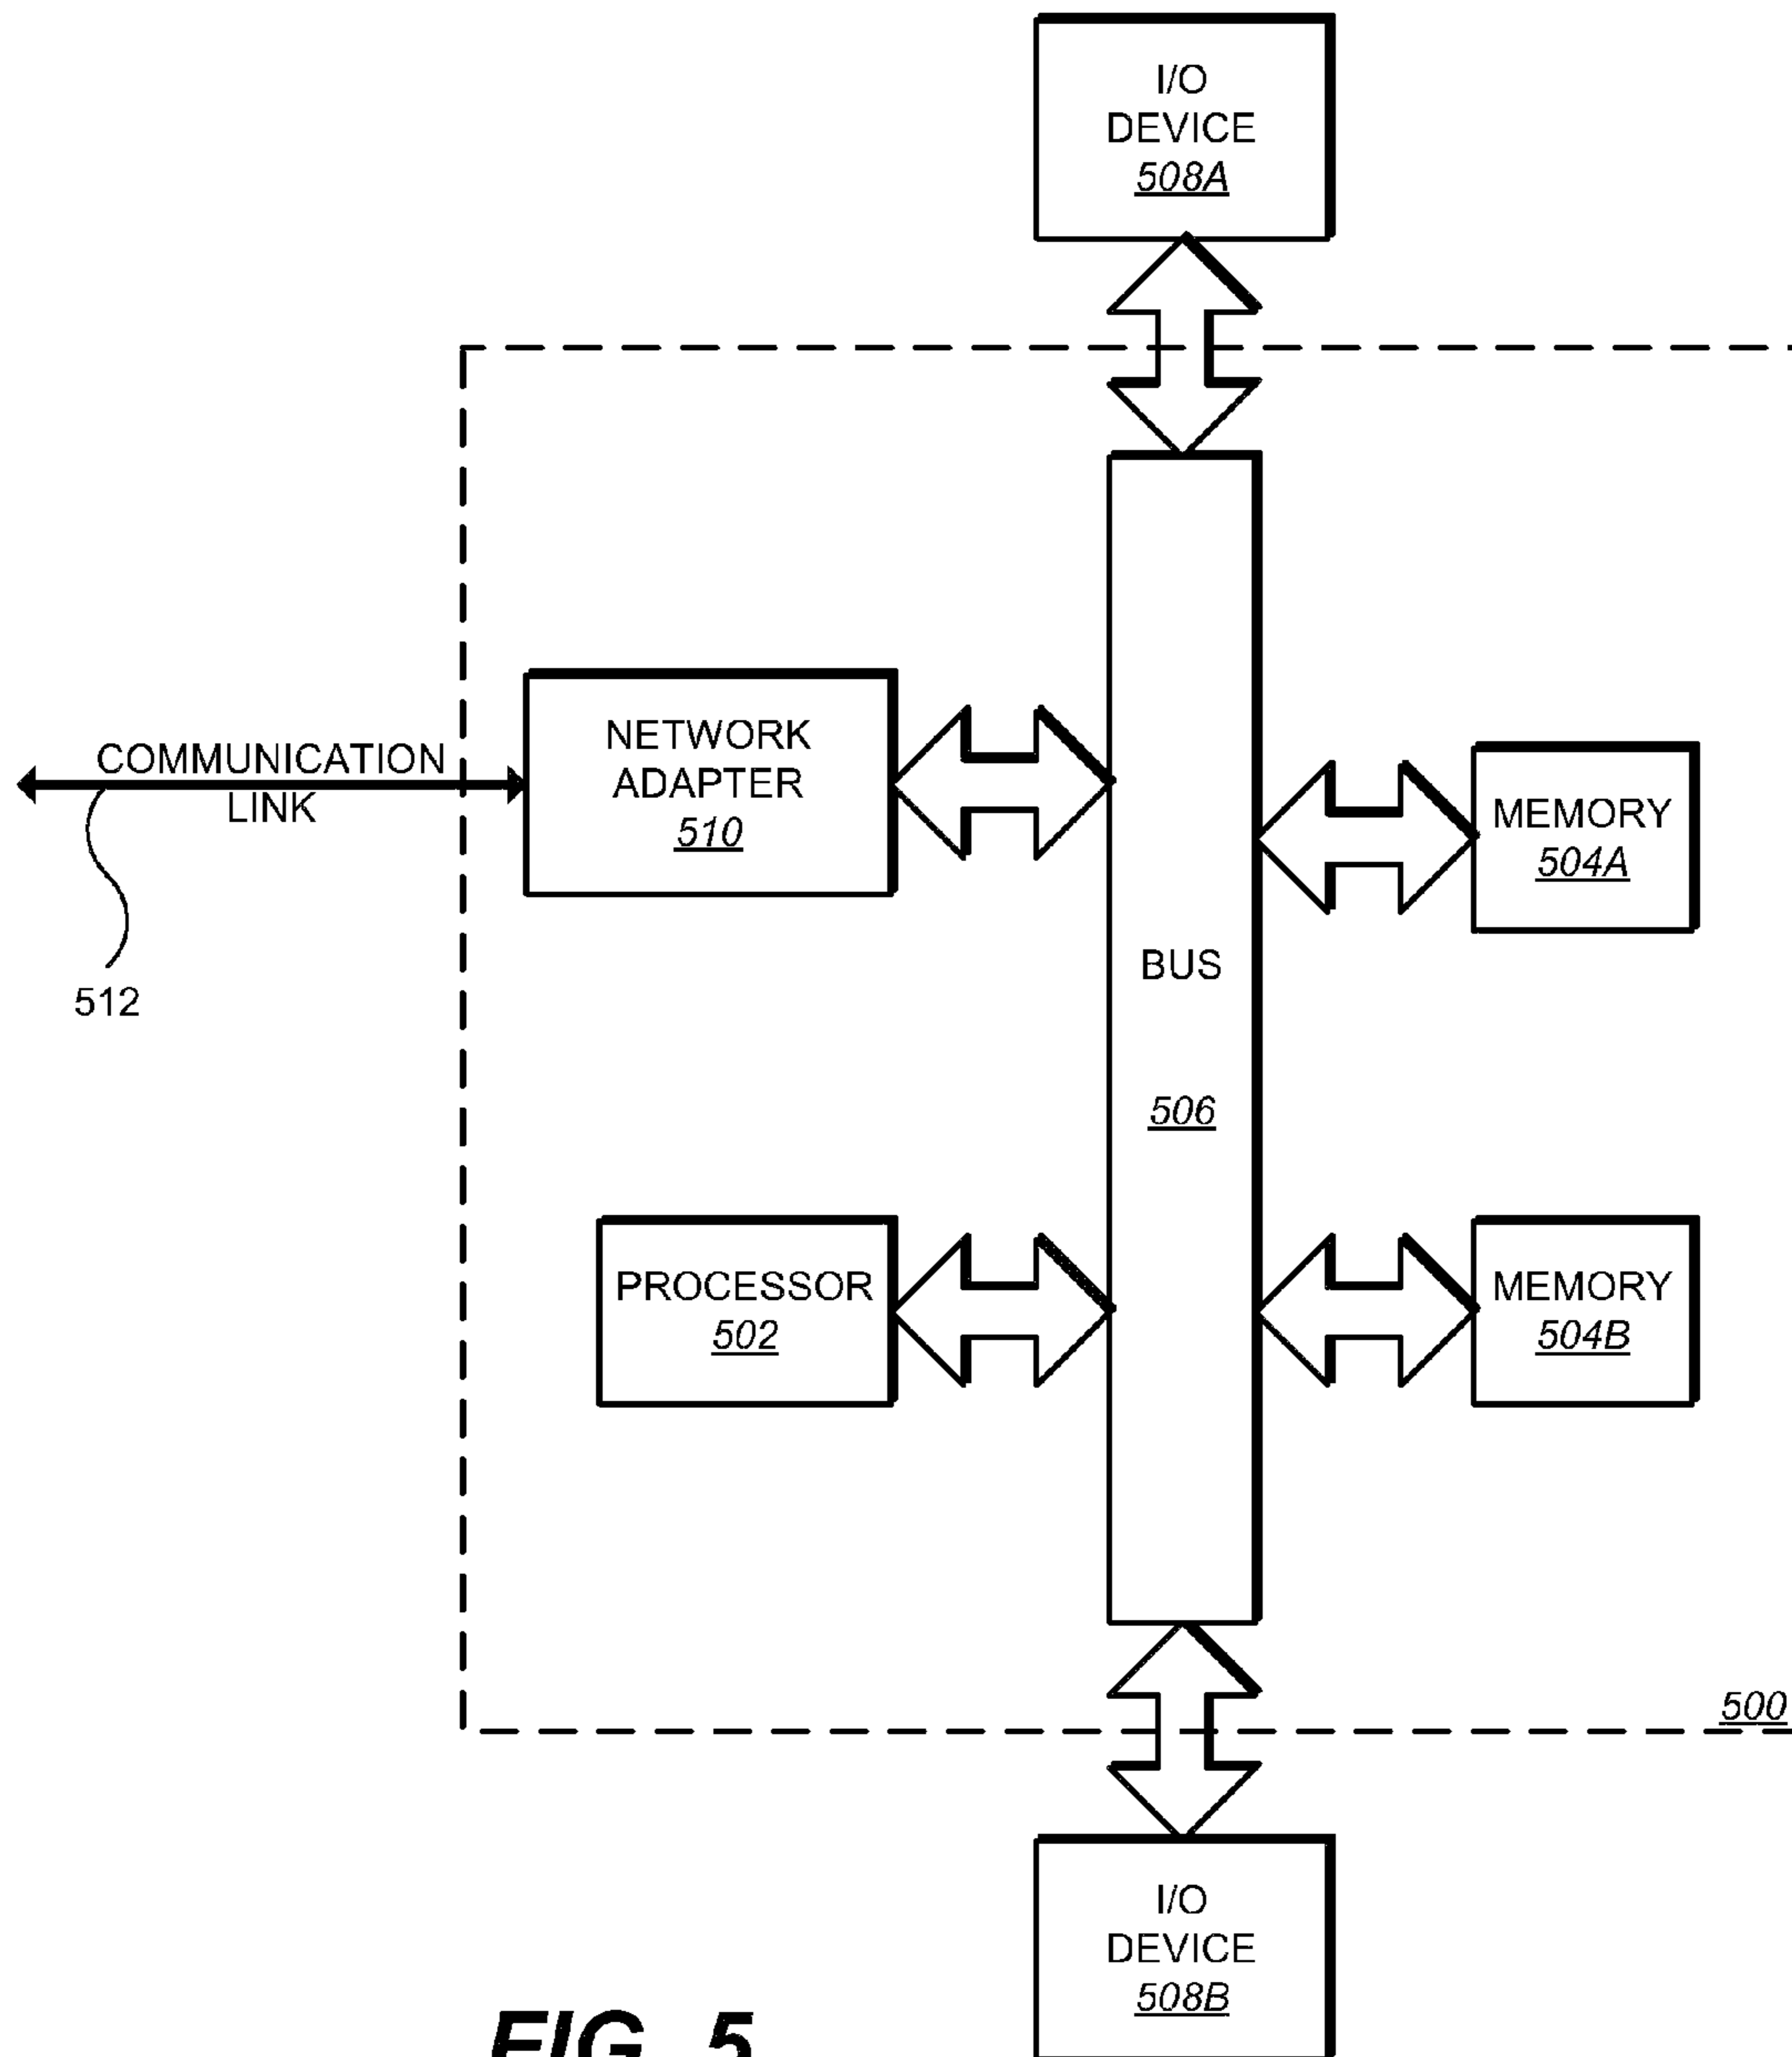 I/O
DEVICE
508A
COMMUNICATION
LINK
512
NETWORK
ADAPTER
510
MEMORY
504A
BUS
506
PROCESSOR
502
MEMORY
504B
500
I/O
DEVICE
508B
FIG. 5